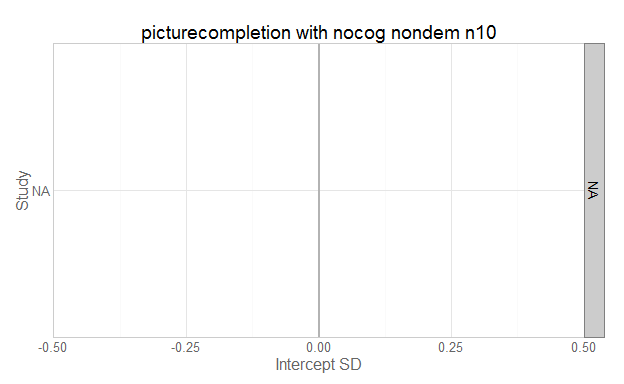 picturecompletion with nocog nondem n10
Study
NA
NA
-0.50
-0.25
0.00
0.25
0.50
Intercept SD